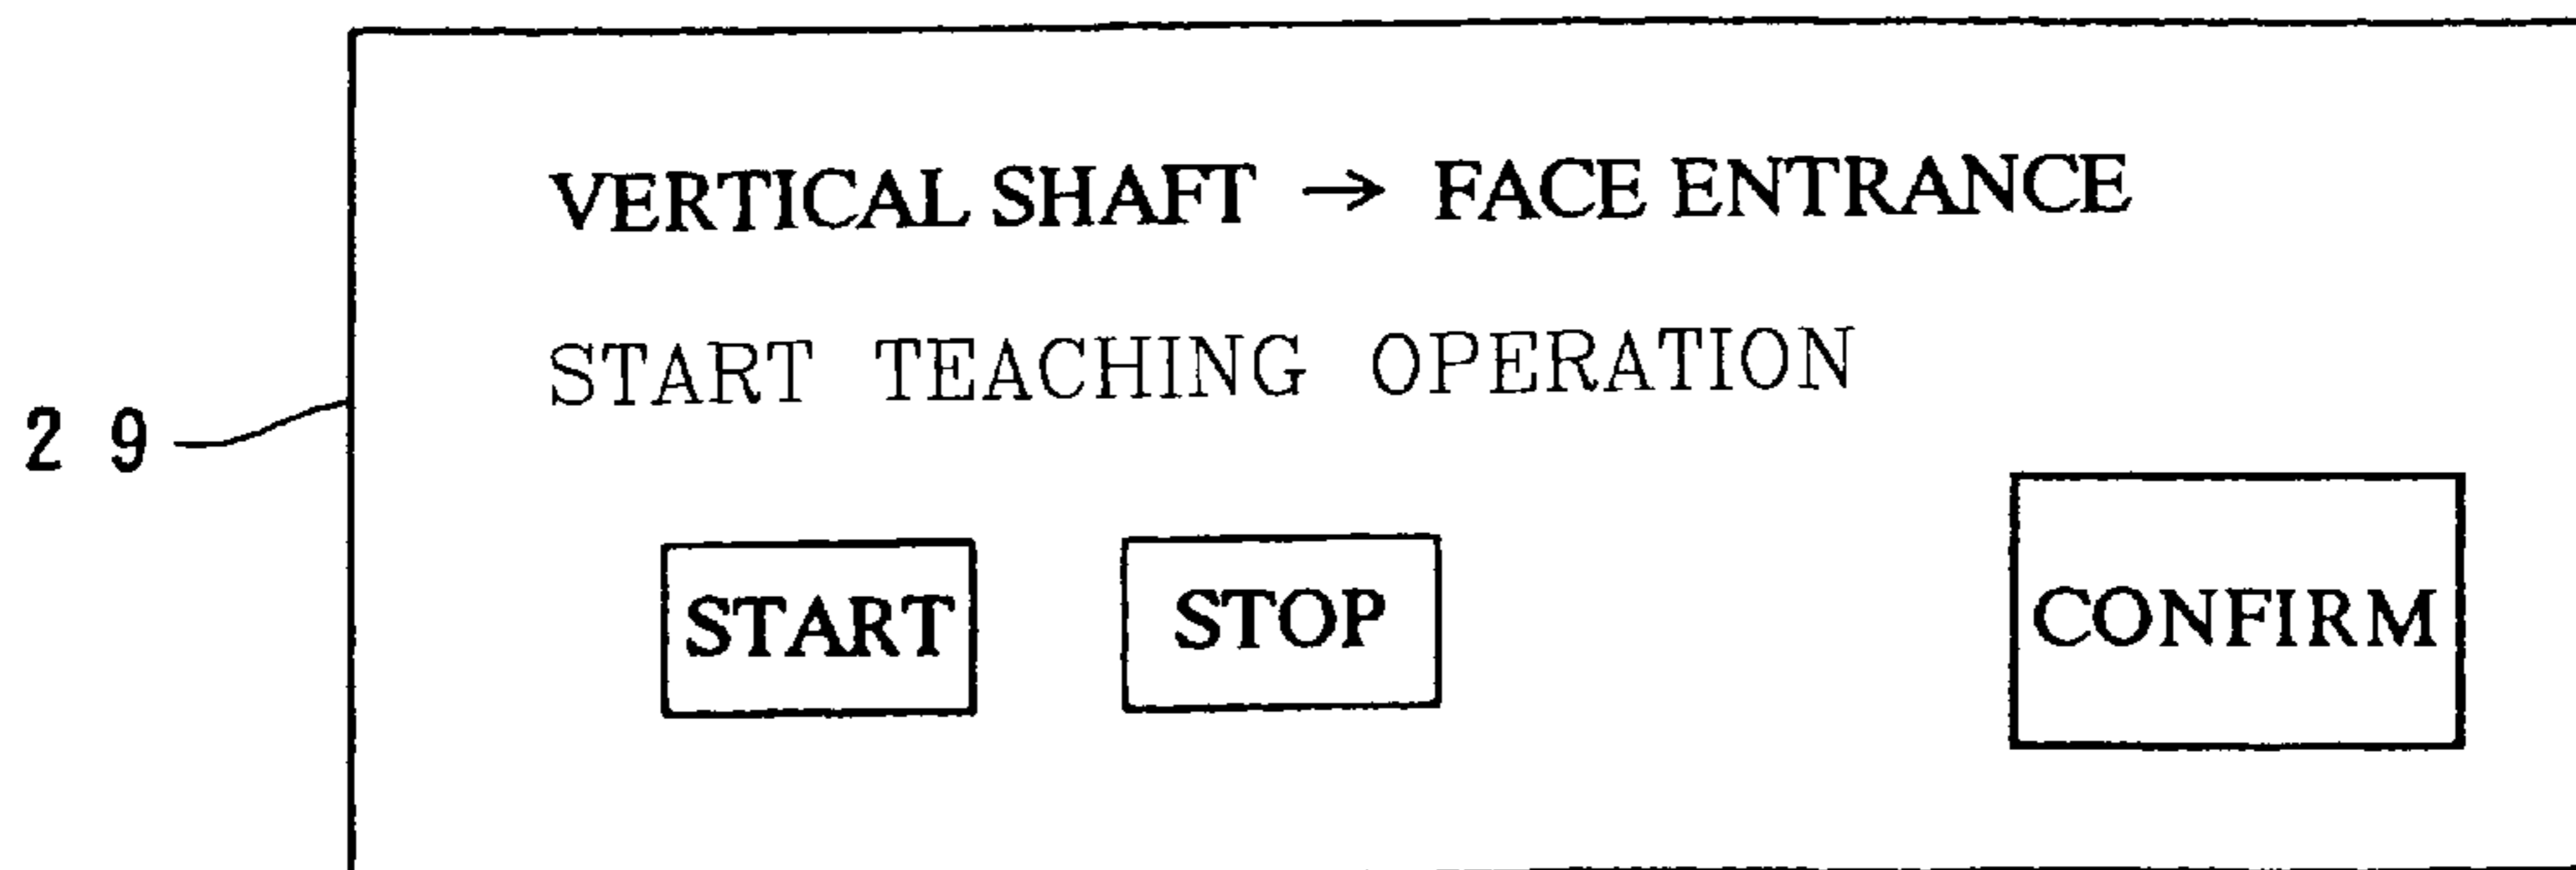 VERTICAL SHAFT → FACE ENTRANCE
START TEACHING OPERATION
29
START STOP CONFIRM